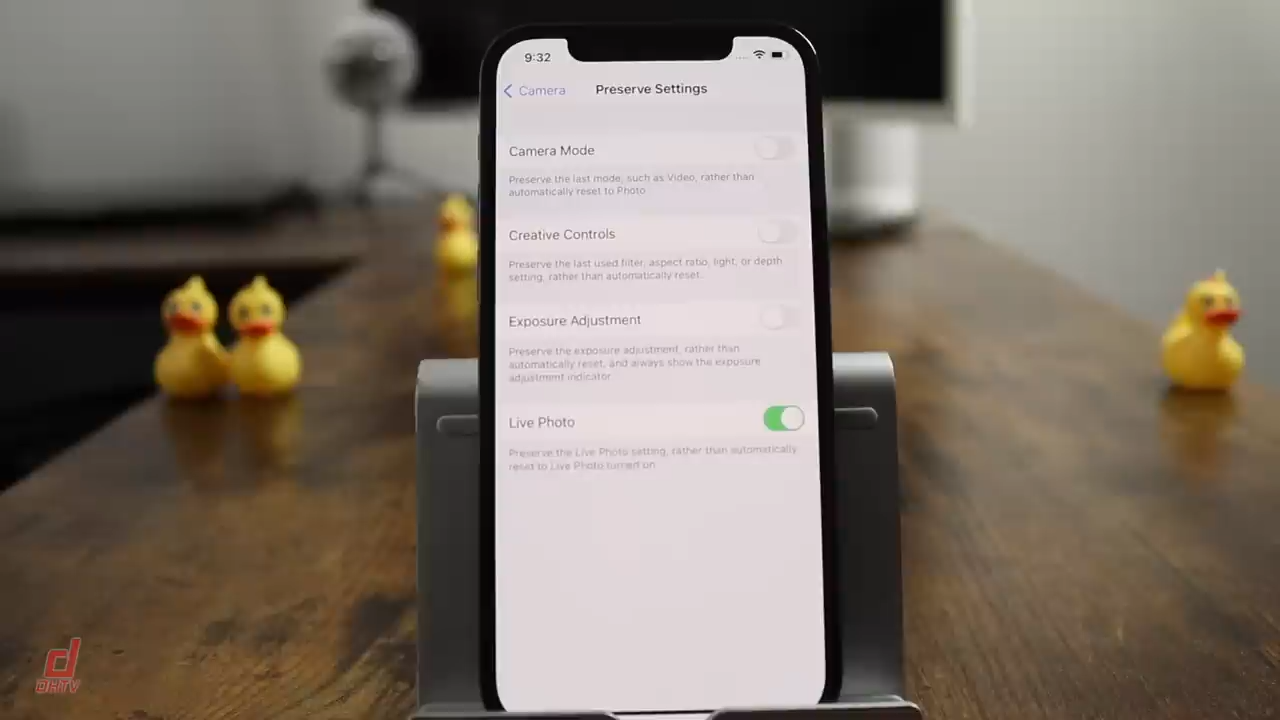 9:32
Camera
Preserve Settings
Camera Mode
Preserve the last mode, such as Video, rather than
automatically reset to Photo.
Creative Controls
Preserve the last used filter, aspect ratio, light, or depth
setting, rather than automatically reset.
Exposure Adjustment
Preserve the exposure adjustment, rather than
automatically reset, and always show the exposure
adjustment indicator.
Live Photo
Preserve the Live Photo setting, rather than automatically
reset to Live Photo turned on.
d
DHTV